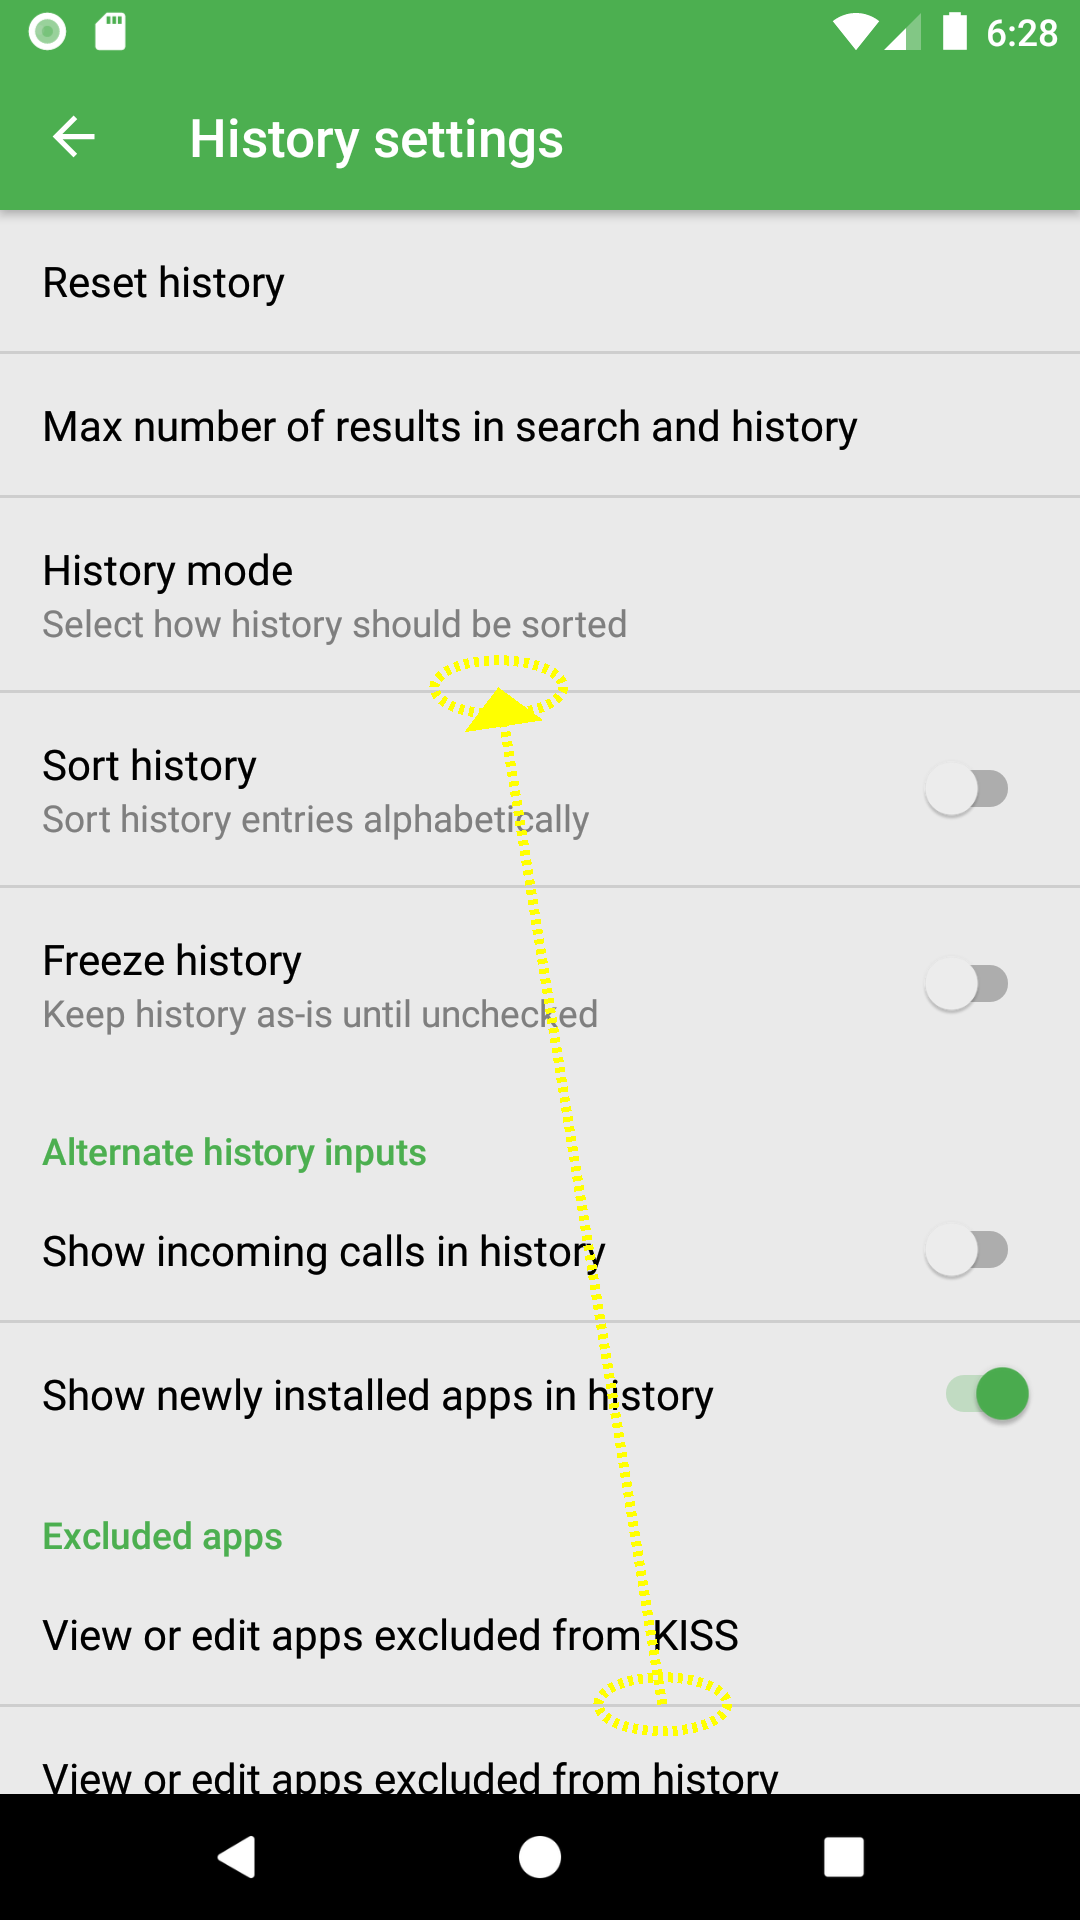 6:28
History settings
Reset history
Max number of results in search and history
History mode
Select how history should be sorted
Sort history
Sort history entries alphabetically
Freeze history
Keep history as-is until unchecked
Alternate history inputs
Show incoming calls in history
Show newly installed apps in history
Excluded apps
View or edit apps excluded from KISS
View or edit apps excluded from history